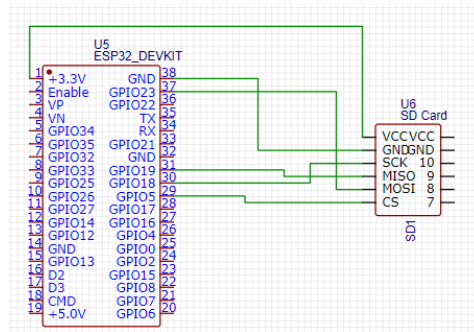 U5
ESP32_DEVKIT
1 +3.3V GND 38
2 Enable GPIO23 37
3 VP GPIO22 36
4 VN TX 35
5 GPIO34 RX 34
6 GPIO35 GPIO21 33
7 GPIO32 GND 32
8 GPIO33 GPIO19 31
9 GPIO25 GPIO18 30
10 GPIO26 GPIO5 29
11 GPIO27 GPIO17 28
12 GPIO14 GPIO16 27
13 GPIO12 GPIO4 26
14 GND GPIO0 25
15 GPIO13 GPIO2 24
16 D2 GPIO15 23
17 D3 GPIO8 22
18 CMD GPIO7 21
19 +5.0V GPIO6 20
U6
SD Card
VCC VCC
GND GND
SCK 10
MISO 9
MOSI 8
CS 7
SD1